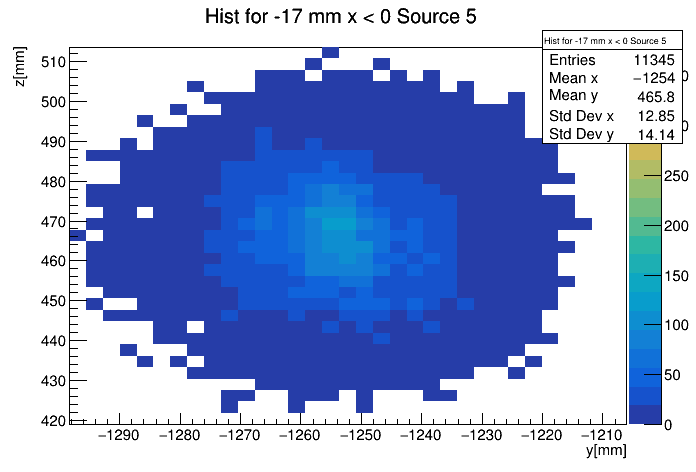 Hist for -17 mm x < 0 Source 5
z[mm]
510
500
490
480
470
460
450
440
430
420
−1290 −1280 −1270 −1260 −1250 −1240 −1230 −1220 −1210
y[mm]
Hist for -17 mm x < 0 Source 5
Entries 11345
Mean x −1254
Mean y 465.8
Std Dev x 12.85
Std Dev y 14.14
250
200
150
100
50
0